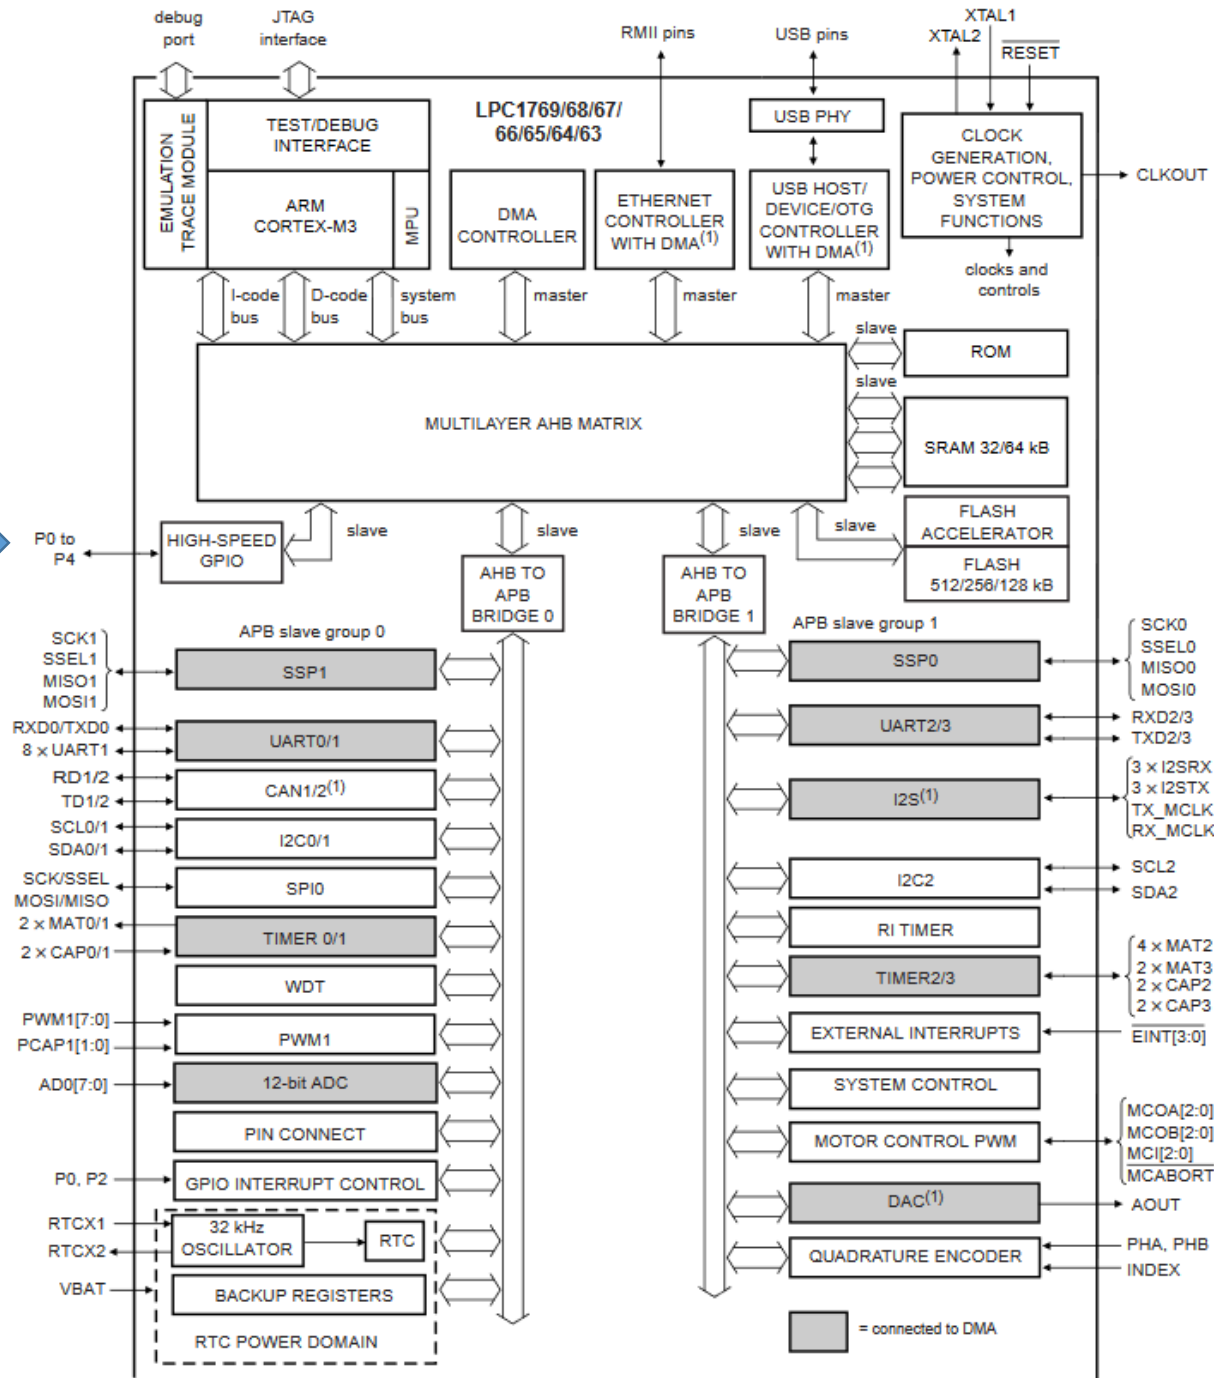 debug
port
JTAG
interface
RMII pins
USB pins
XTAL1
XTAL2
RESET
LPC1769/68/67/
66/65/64/63
EMULATION
TRACE MODULE
TEST/DEBUG
INTERFACE
ARM
CORTEX-M3
MPU
DMA
CONTROLLER
ETHERNET
CONTROLLER
WITH DMA(1)
USB PHY
USB HOST/
DEVICE/OTG
CONTROLLER
WITH DMA(1)
CLOCK
GENERATION,
POWER CONTROL,
SYSTEM
FUNCTIONS
CLKOUT
clocks and
controls
I-code
bus
D-code
bus
system
bus
master
master
master
slave
ROM
slave
MULTILAYER AHB MATRIX
SRAM 32/64 kB
P0 to
P4
HIGH-SPEED
GPIO
slave
slave
slave
slave
FLASH
ACCELERATOR
FLASH
512/256/128 kB
AHB TO
APB
BRIDGE 0
AHB TO
APB
BRIDGE 1
APB slave group 0
SCK1
SSEL1
MISO1
MOSI1
SSP1
RXD0/TXD0
8 × UART1
UART0/1
RD1/2
TD1/2
CAN1/2(1)
SCL0/1
SDA0/1
I2C0/1
SCK/SSEL
MOSI/MISO
SPI0
2 × MAT0/1
2 × CAP0/1
TIMER 0/1
WDT
PWM1[7:0]
PCAP1[1:0]
PWM1
AD0[7:0]
12-bit ADC
PIN CONNECT
P0, P2
GPIO INTERRUPT CONTROL
RTCX1
RTCX2
32 kHz
OSCILLATOR
RTC
VBAT
BACKUP REGISTERS
RTC POWER DOMAIN
APB slave group 1
SSP0
SCK0
SSEL0
MISO0
MOSI0
UART2/3
RXD2/3
TXD2/3
I2S(1)
3 × I2SRX
3 × I2STX
TX_MCLK
RX_MCLK
I2C2
SCL2
SDA2
RI TIMER
TIMER2/3
4 × MAT2
2 × MAT3
2 × CAP2
2 × CAP3
EXTERNAL INTERRUPTS
EINT[3:0]
SYSTEM CONTROL
MOTOR CONTROL PWM
MCOA[2:0]
MCOB[2:0]
MCI[2:0]
MCABORT
DAC(1)
AOUT
QUADRATURE ENCODER
PHA, PHB
INDEX
= connected to DMA